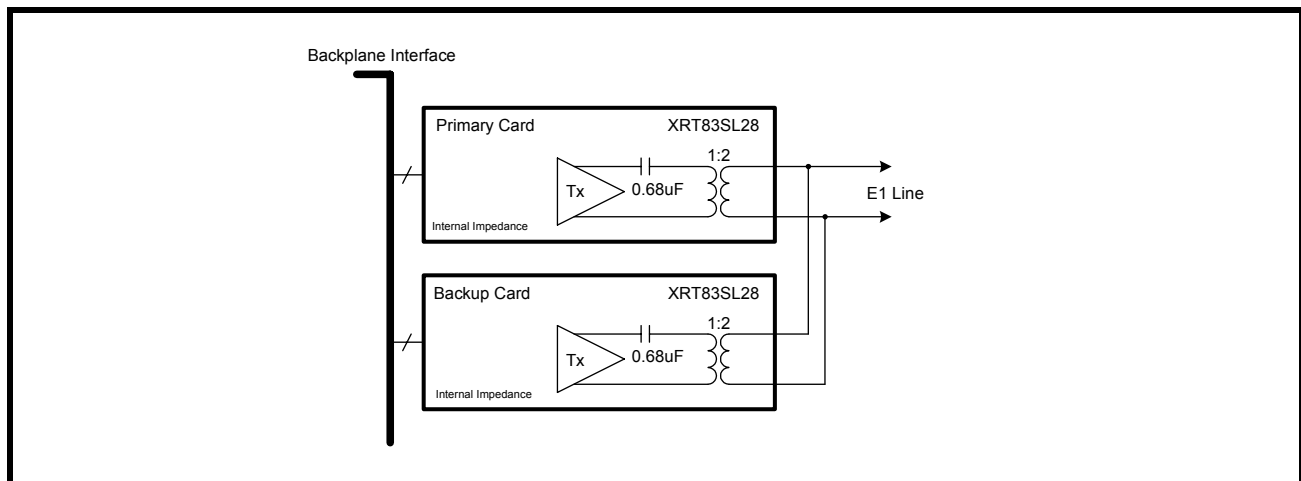 Backplane Interface
Primary Card
XRT83SL28
1:2
Tx
0.68uF
E1 Line
Internal Impedance
Backup Card
XRT83SL28
1:2
Tx
0.68uF
Internal Impedance